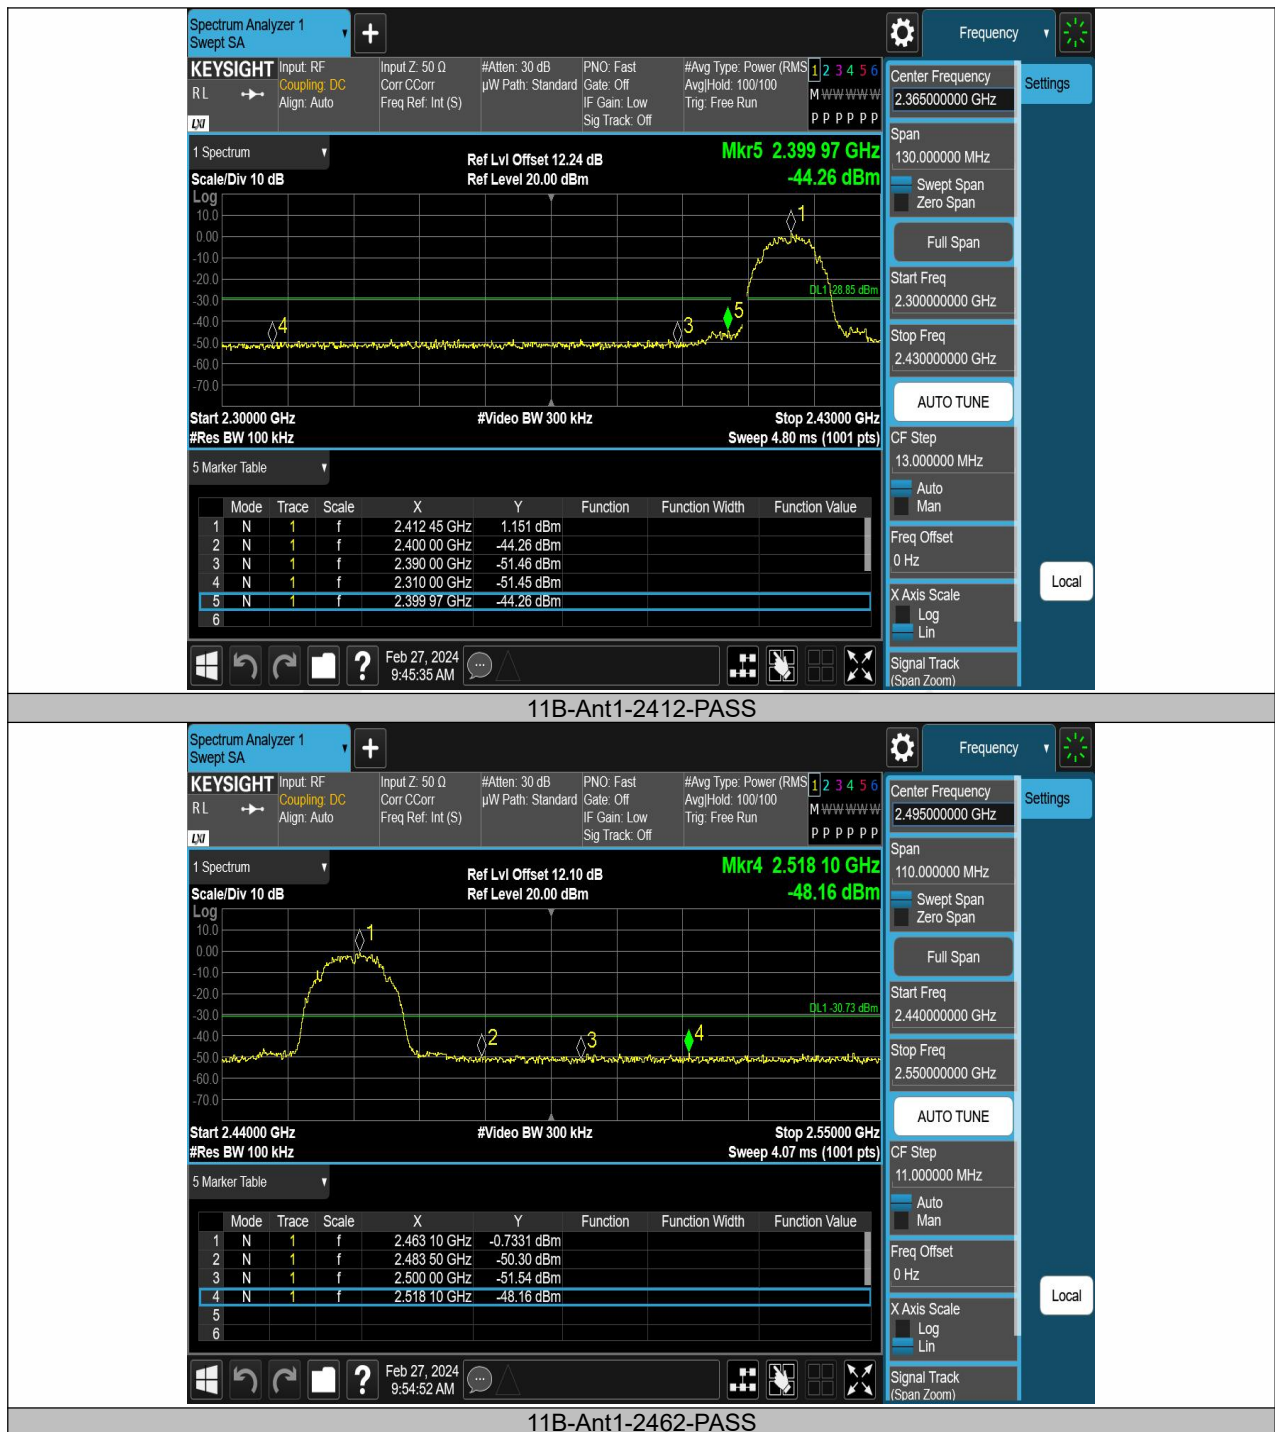 Spectrum Analyzer 1
Swept SA
+
Frequency
KEYSIGHT
RL
LXI
Input: RF
Coupling: DC
Align: Auto
Input Z: 50 Ω
Corr CCorr
Freq Ref: Int (S)
#Atten: 30 dB
µW Path: Standard
PNO: Fast
Gate: Off
IF Gain: Low
Sig Track: Off
#Avg Type: Power (RMS
Avg|Hold: 100/100
Trig: Free Run
1 2 3 4 5 6
M W W W W W
P P P P P P
1 Spectrum
Scale/Div 10 dB
Ref Lvl Offset 12.24 dB
Ref Level 20.00 dBm
Mkr5 2.399 97 GHz
-44.26 dBm
Log
10.0
0.00
-10.0
-20.0
-30.0
-40.0
-50.0
-60.0
-70.0
1
DL1 -28.85 dBm
5
3
4
Start 2.30000 GHz
#Video BW 300 kHz
Stop 2.43000 GHz
#Res BW 100 kHz
Sweep 4.80 ms (1001 pts)
5 Marker Table
Mode Trace Scale X Y Function Function Width Function Value
1 N 1 f 2.412 45 GHz 1.151 dBm
2 N 1 f 2.400 00 GHz -44.26 dBm
3 N 1 f 2.390 00 GHz -51.46 dBm
4 N 1 f 2.310 00 GHz -51.45 dBm
5 N 1 f 2.399 97 GHz -44.26 dBm
6
?
Feb 27, 2024
9:45:35 AM
Center Frequency
2.365000000 GHz
Settings
Span
130.000000 MHz
Swept Span
Zero Span
Full Span
Start Freq
2.300000000 GHz
Stop Freq
2.430000000 GHz
AUTO TUNE
CF Step
13.000000 MHz
Auto
Man
Freq Offset
0 Hz
Local
X Axis Scale
Log
Lin
Signal Track
(Span Zoom)
11B-Ant1-2412-PASS
Spectrum Analyzer 1
Swept SA
+
Frequency
KEYSIGHT
RL
LXI
Input: RF
Coupling: DC
Align: Auto
Input Z: 50 Ω
Corr CCorr
Freq Ref: Int (S)
#Atten: 30 dB
µW Path: Standard
PNO: Fast
Gate: Off
IF Gain: Low
Sig Track: Off
#Avg Type: Power (RMS
Avg|Hold: 100/100
Trig: Free Run
1 2 3 4 5 6
M W W W W W
P P P P P P
1 Spectrum
Scale/Div 10 dB
Ref Lvl Offset 12.10 dB
Ref Level 20.00 dBm
Mkr4 2.518 10 GHz
-48.16 dBm
Log
10.0
0.00
-10.0
-20.0
-30.0
-40.0
-50.0
-60.0
-70.0
1
DL1 -30.73 dBm
2
3
4
Start 2.44000 GHz
#Video BW 300 kHz
Stop 2.55000 GHz
#Res BW 100 kHz
Sweep 4.07 ms (1001 pts)
5 Marker Table
Mode Trace Scale X Y Function Function Width Function Value
1 N 1 f 2.463 10 GHz -0.7331 dBm
2 N 1 f 2.483 50 GHz -50.30 dBm
3 N 1 f 2.500 00 GHz -51.54 dBm
4 N 1 f 2.518 10 GHz -48.16 dBm
5
6
?
Feb 27, 2024
9:54:52 AM
Center Frequency
2.495000000 GHz
Settings
Span
110.000000 MHz
Swept Span
Zero Span
Full Span
Start Freq
2.440000000 GHz
Stop Freq
2.550000000 GHz
AUTO TUNE
CF Step
11.000000 MHz
Auto
Man
Freq Offset
0 Hz
Local
X Axis Scale
Log
Lin
Signal Track
(Span Zoom)
11B-Ant1-2462-PASS